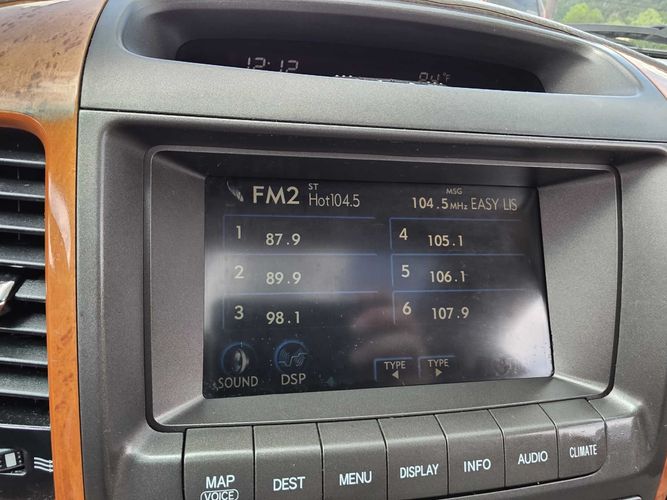 12:12 84°F
FM2 ST Hot104.5 MSG 104.5MHz EASY LIS
1 87.9 4 105.1
2 89.9 5 106.1
3 98.1 6 107.9
SOUND DSP TYPE TYPE
MAP DEST MENU DISPLAY INFO AUDIO CLIMATE
VOICE